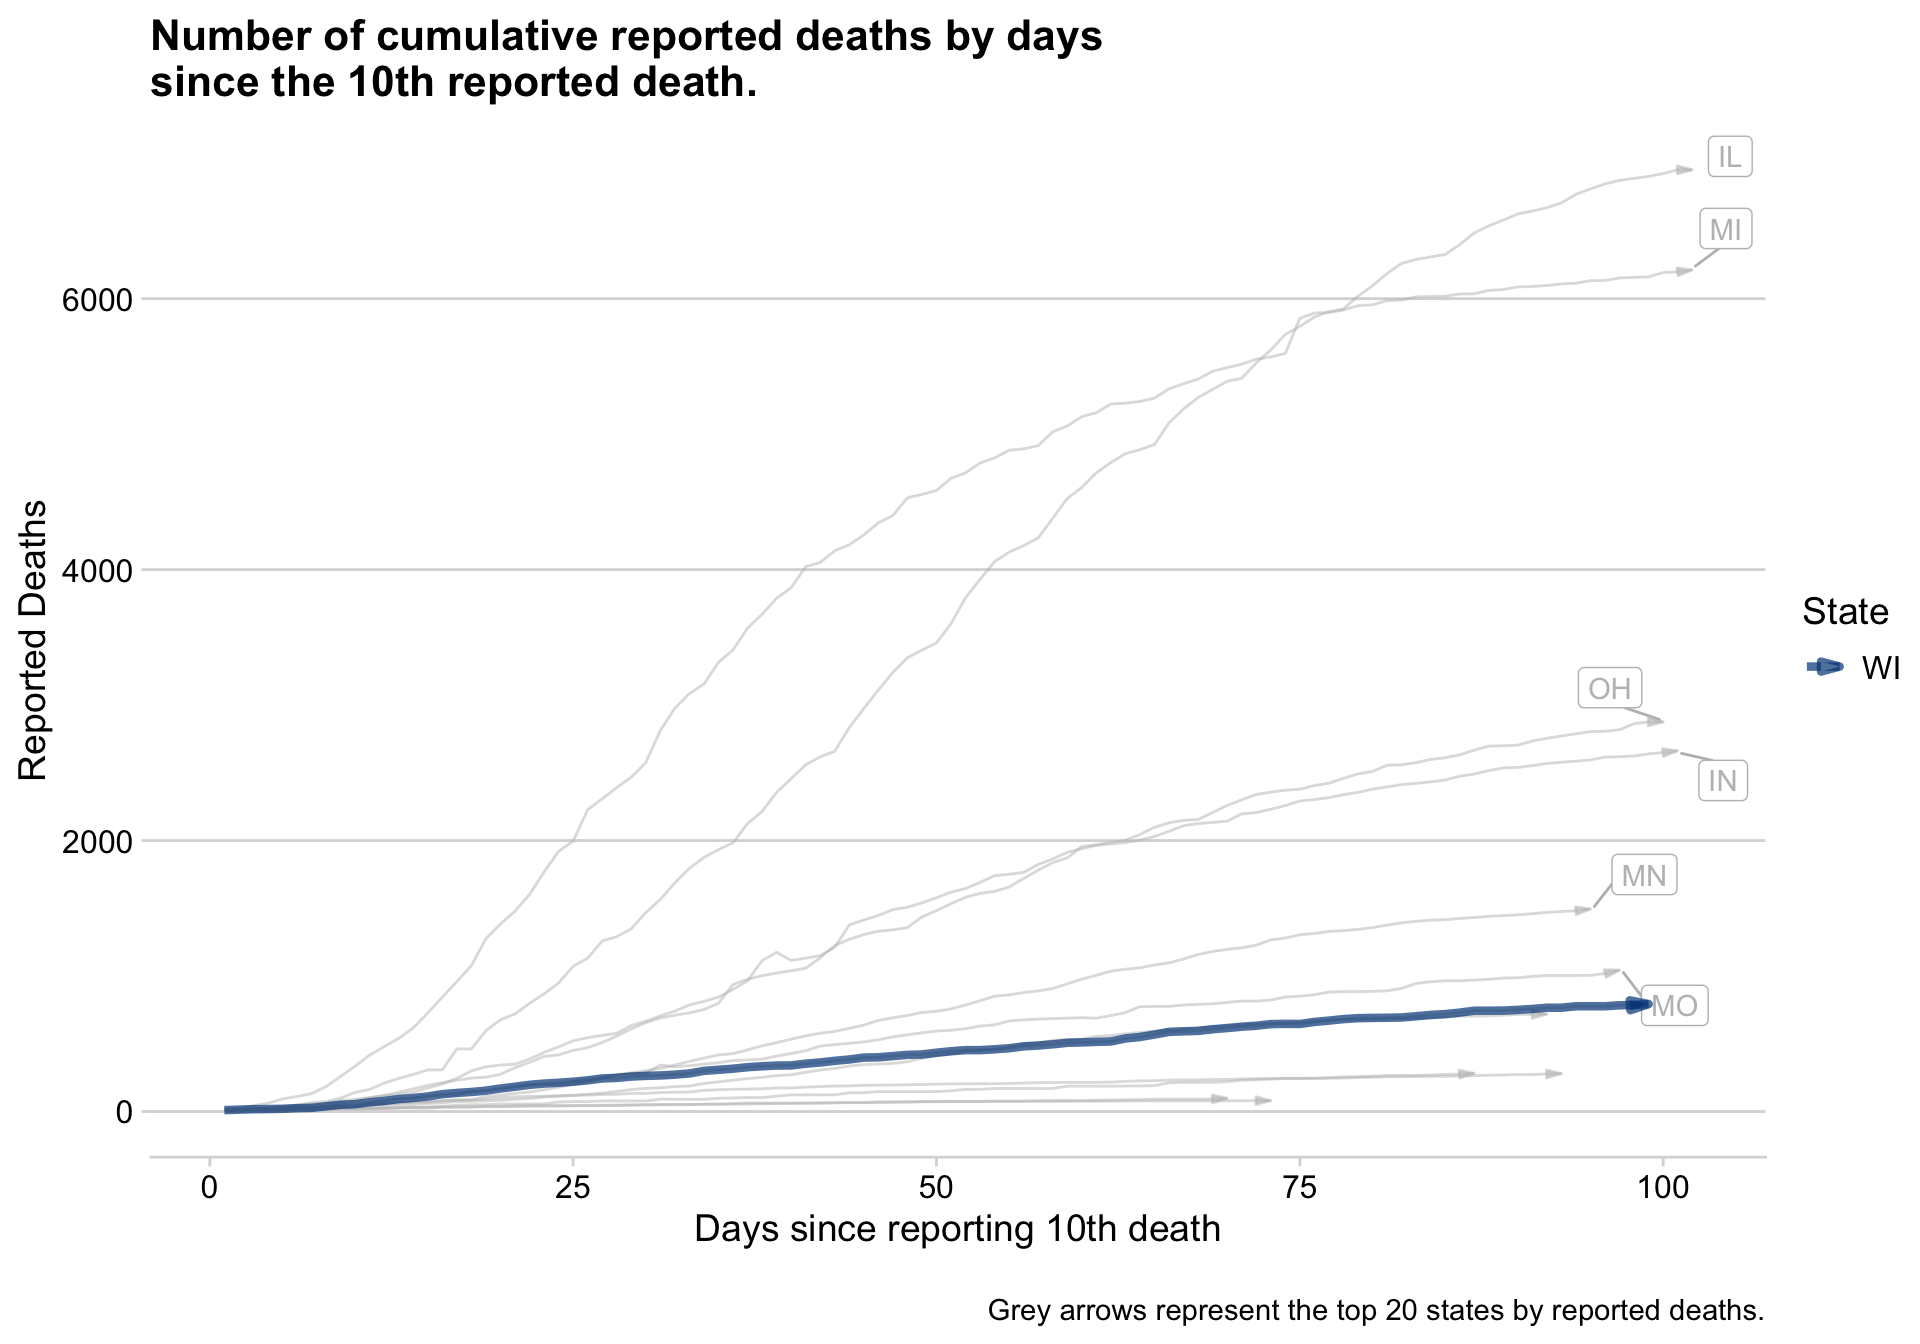 Number of cumulative reported deaths by days
since the 10th reported death.
IL
MI
6000
4000
Reported Deaths
State
WI
OH
IN
2000
MN
MO
0
0 25 50 75 100
Days since reporting 10th death
Grey arrows represent the top 20 states by reported deaths.